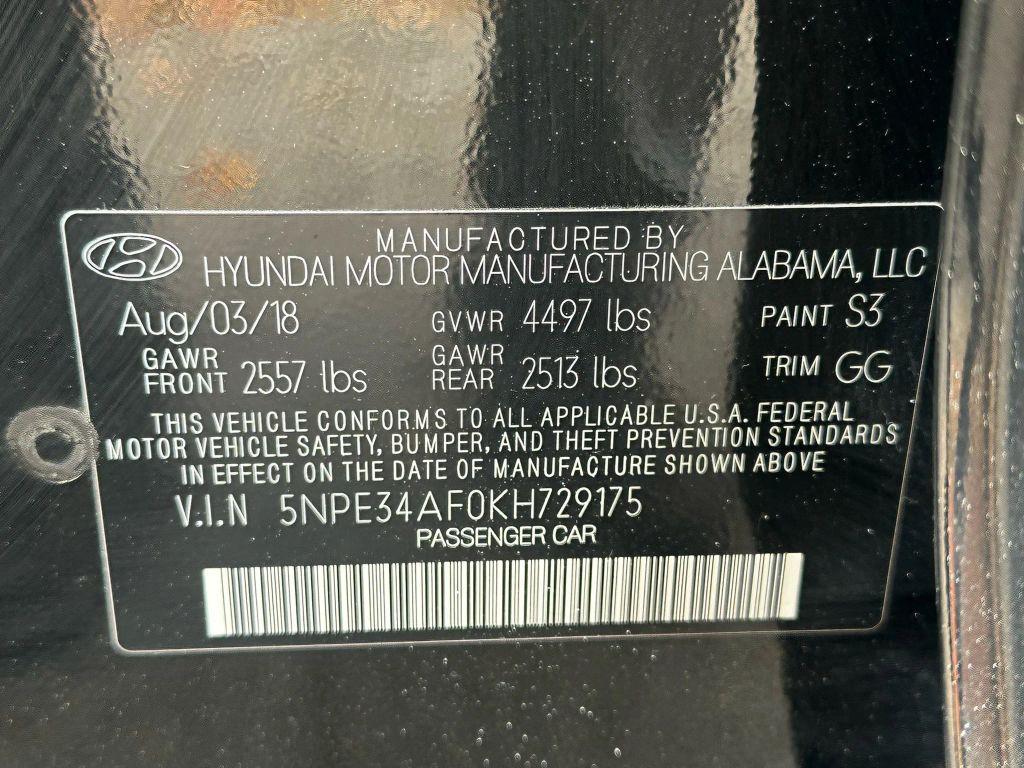 MANUFACTURED BY
HYUNDAI MOTOR MANUFACTURING ALABAMA, LLC
Aug/03/18 GVWR 4497 lbs PAINT S3
GAWR FRONT 2557 lbs GAWR REAR 2513 lbs TRIM GG
THIS VEHICLE CONFORMS TO ALL APPLICABLE U.S.A. FEDERAL
MOTOR VEHICLE SAFETY, BUMPER, AND THEFT PREVENTION STANDARDS
IN EFFECT ON THE DATE OF MANUFACTURE SHOWN ABOVE
V.I.N 5NPE34AF0KH729175
PASSENGER CAR